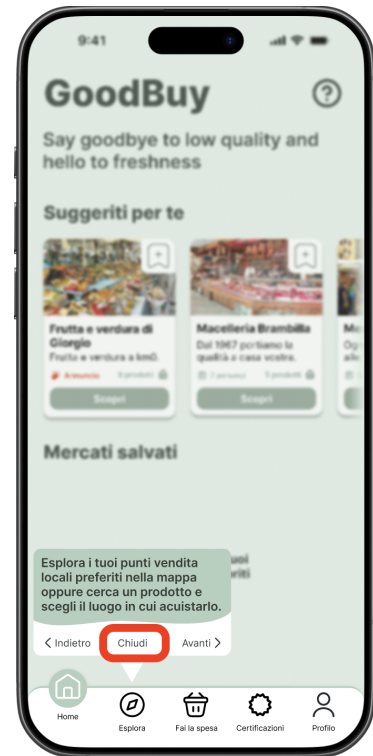 9:41
GoodBuy
?
Say goodbye to low quality and
hello to freshness
Suggeriti per te
Frutta e verdura di
Giorgio
Frutta e verdura a km0.
Annuncio
Scopri
Macelleria Brambilla
Dal 1967 portiamo la
qualità a casa vostra.
Scopri
Mercati salvati
Esplora i tuoi punti vendita
locali preferiti nella mappa
oppure cerca un prodotto e
scegli il luogo in cui acuistarlo.
Indietro
Chiudi
Avanti
Home
Esplora
Fai la spesa
Certificazioni
Profilo